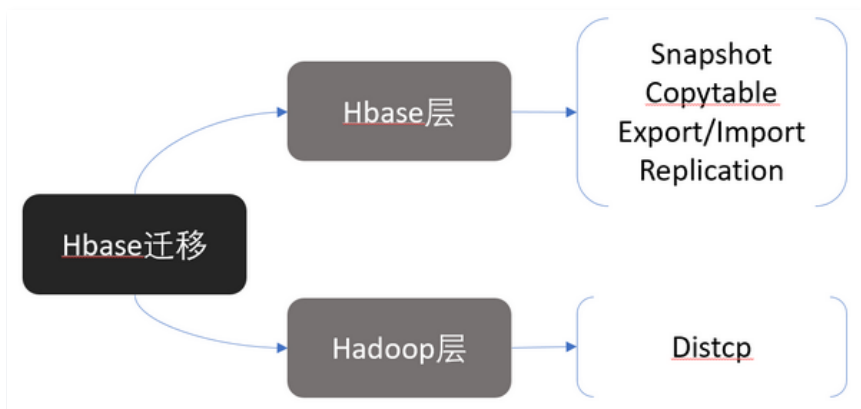 Hbase迁移
Hbase层
Snapshot
Copytable
Export/Import
Replication
Hadoop层
Distcp